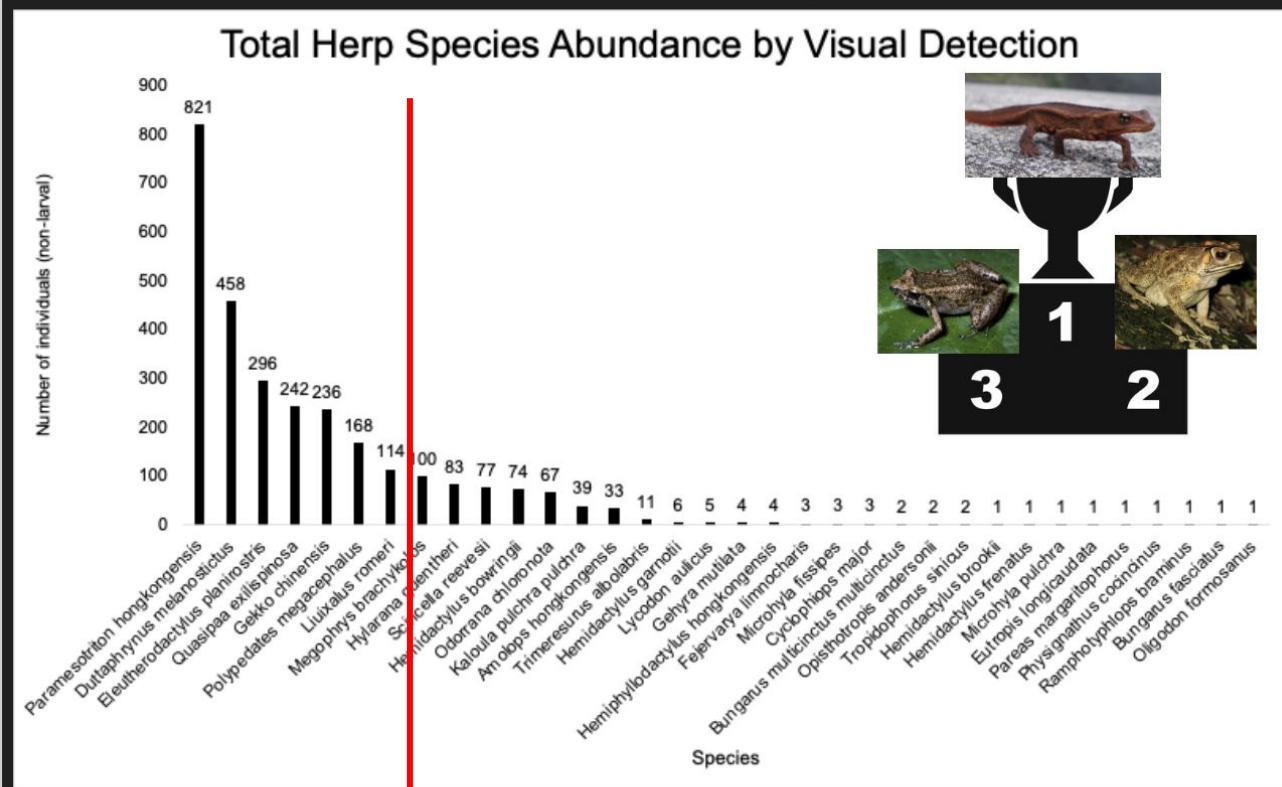 Total Herp Species Abundance by Visual Detection
Number of individuals (non-larval)
900
800
700
600
500
400
300
200
100
0
821
458
296
242
236
168
114
100
83
77
74
67
39
33
11
6
5
4
4
3
3
3
2
2
2
1
1
1
1
1
1
1
1
1
Paramesotriton hongkongensis
Duttaphrynus melanostictus
Eleutherodactylus planirostris
Quasipaa exilispinosa
Gekko chinensis
Polypedates megacephalus
Liuixalus romeri
Megophrys brachykolos
Hylarana guentheri
Scincella reevesii
Hemidactylus bowringii
Odorrana chloronota
Kaloula pulchra pulchra
Amolops hongkongensis
Trimeresurus albolabris
Hemidactylus garnotii
Lycodon aulicus
Gehyra mutilata
Hemiphyllodactylus hongkongensis
Fejervarya limnocharis
Microhyla fissipes
Cyclophiops major
Bungarus multicinctus multicinctus
Opisthotropis andersonii
Tropidophorus sinicus
Hemidactylus brookii
Hemidactylus frenatus
Microhyla pulchra
Eutropis longicaudata
Pareas margaritophorus
Physignathus cocincinus
Ramphotyphlops braminus
Bungarus fasciatus
Oligodon formosanus
Species
1
3
2